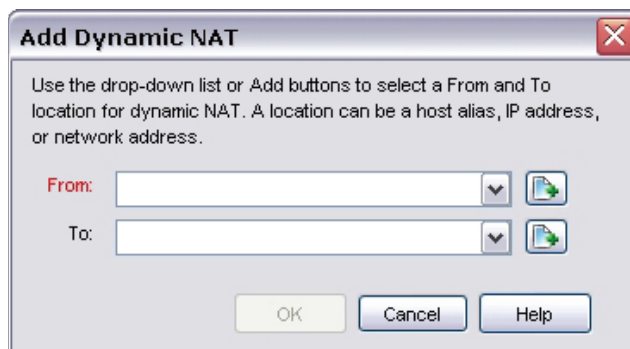 Add Dynamic NAT
Use the drop-down list or Add buttons to select a From and To
location for dynamic NAT. A location can be a host alias, IP address,
or network address.
From:
To:
OK Cancel Help